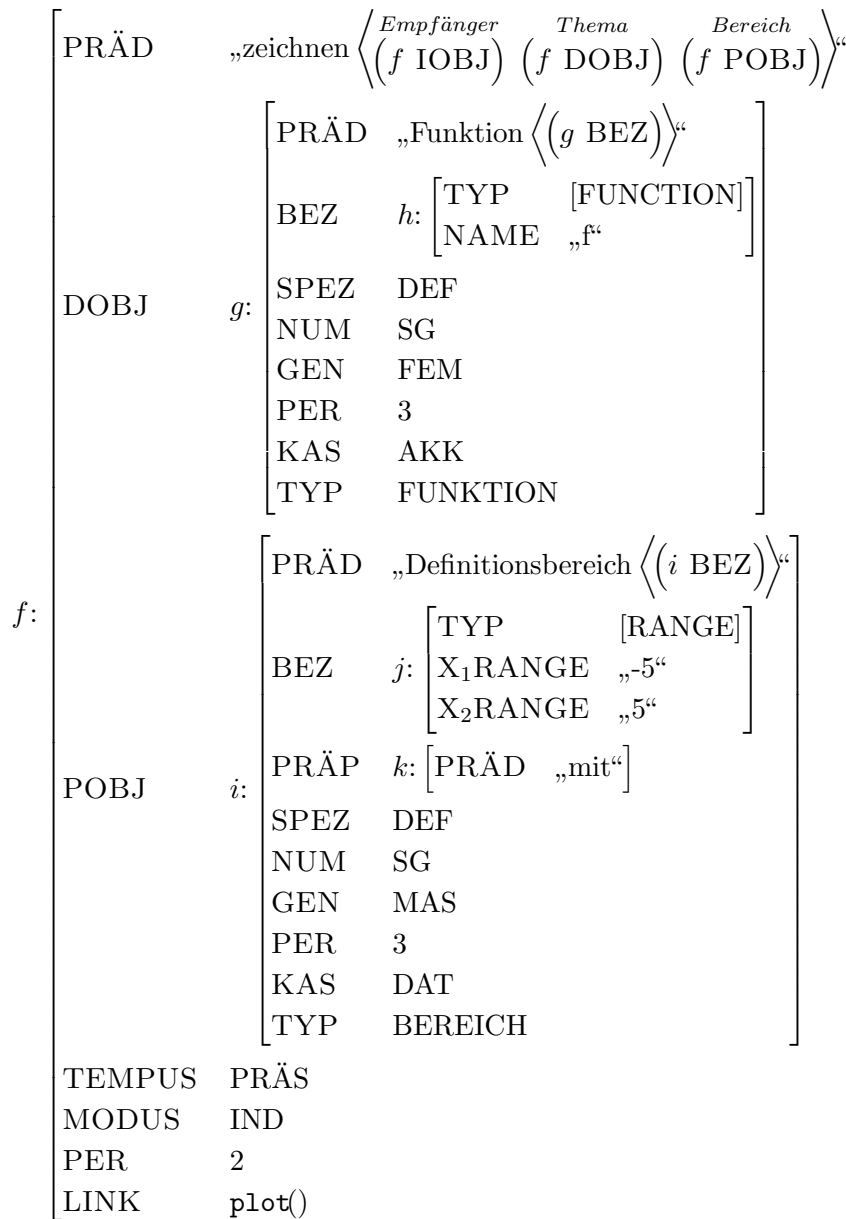 Empfänger Thema Bereich
PRÄD „zeichnen ⟨(f IOBJ) (f DOBJ) (f POBJ)⟩“
PRÄD „Funktion ⟨(g BEZ)⟩“
TYP [FUNCTION]
BEZ h:
NAME „f“
SPEZ DEF
DOBJ g:
NUM SG
GEN FEM
PER 3
KAS AKK
TYP FUNKTION
PRÄD „Definitionsbereich ⟨(i BEZ)⟩“
f:
TYP [RANGE]
BEZ j: X₁RANGE „-5“
X₂RANGE „5“
PRÄP k: [PRÄD „mit“]
POBJ i:
SPEZ DEF
NUM SG
GEN MAS
PER 3
KAS DAT
TYP BEREICH
TEMPUS PRÄS
MODUS IND
PER 2
LINK plot()